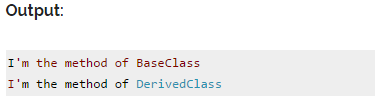 Output:
I'm the method of BaseClass
I'm the method of DerivedClass